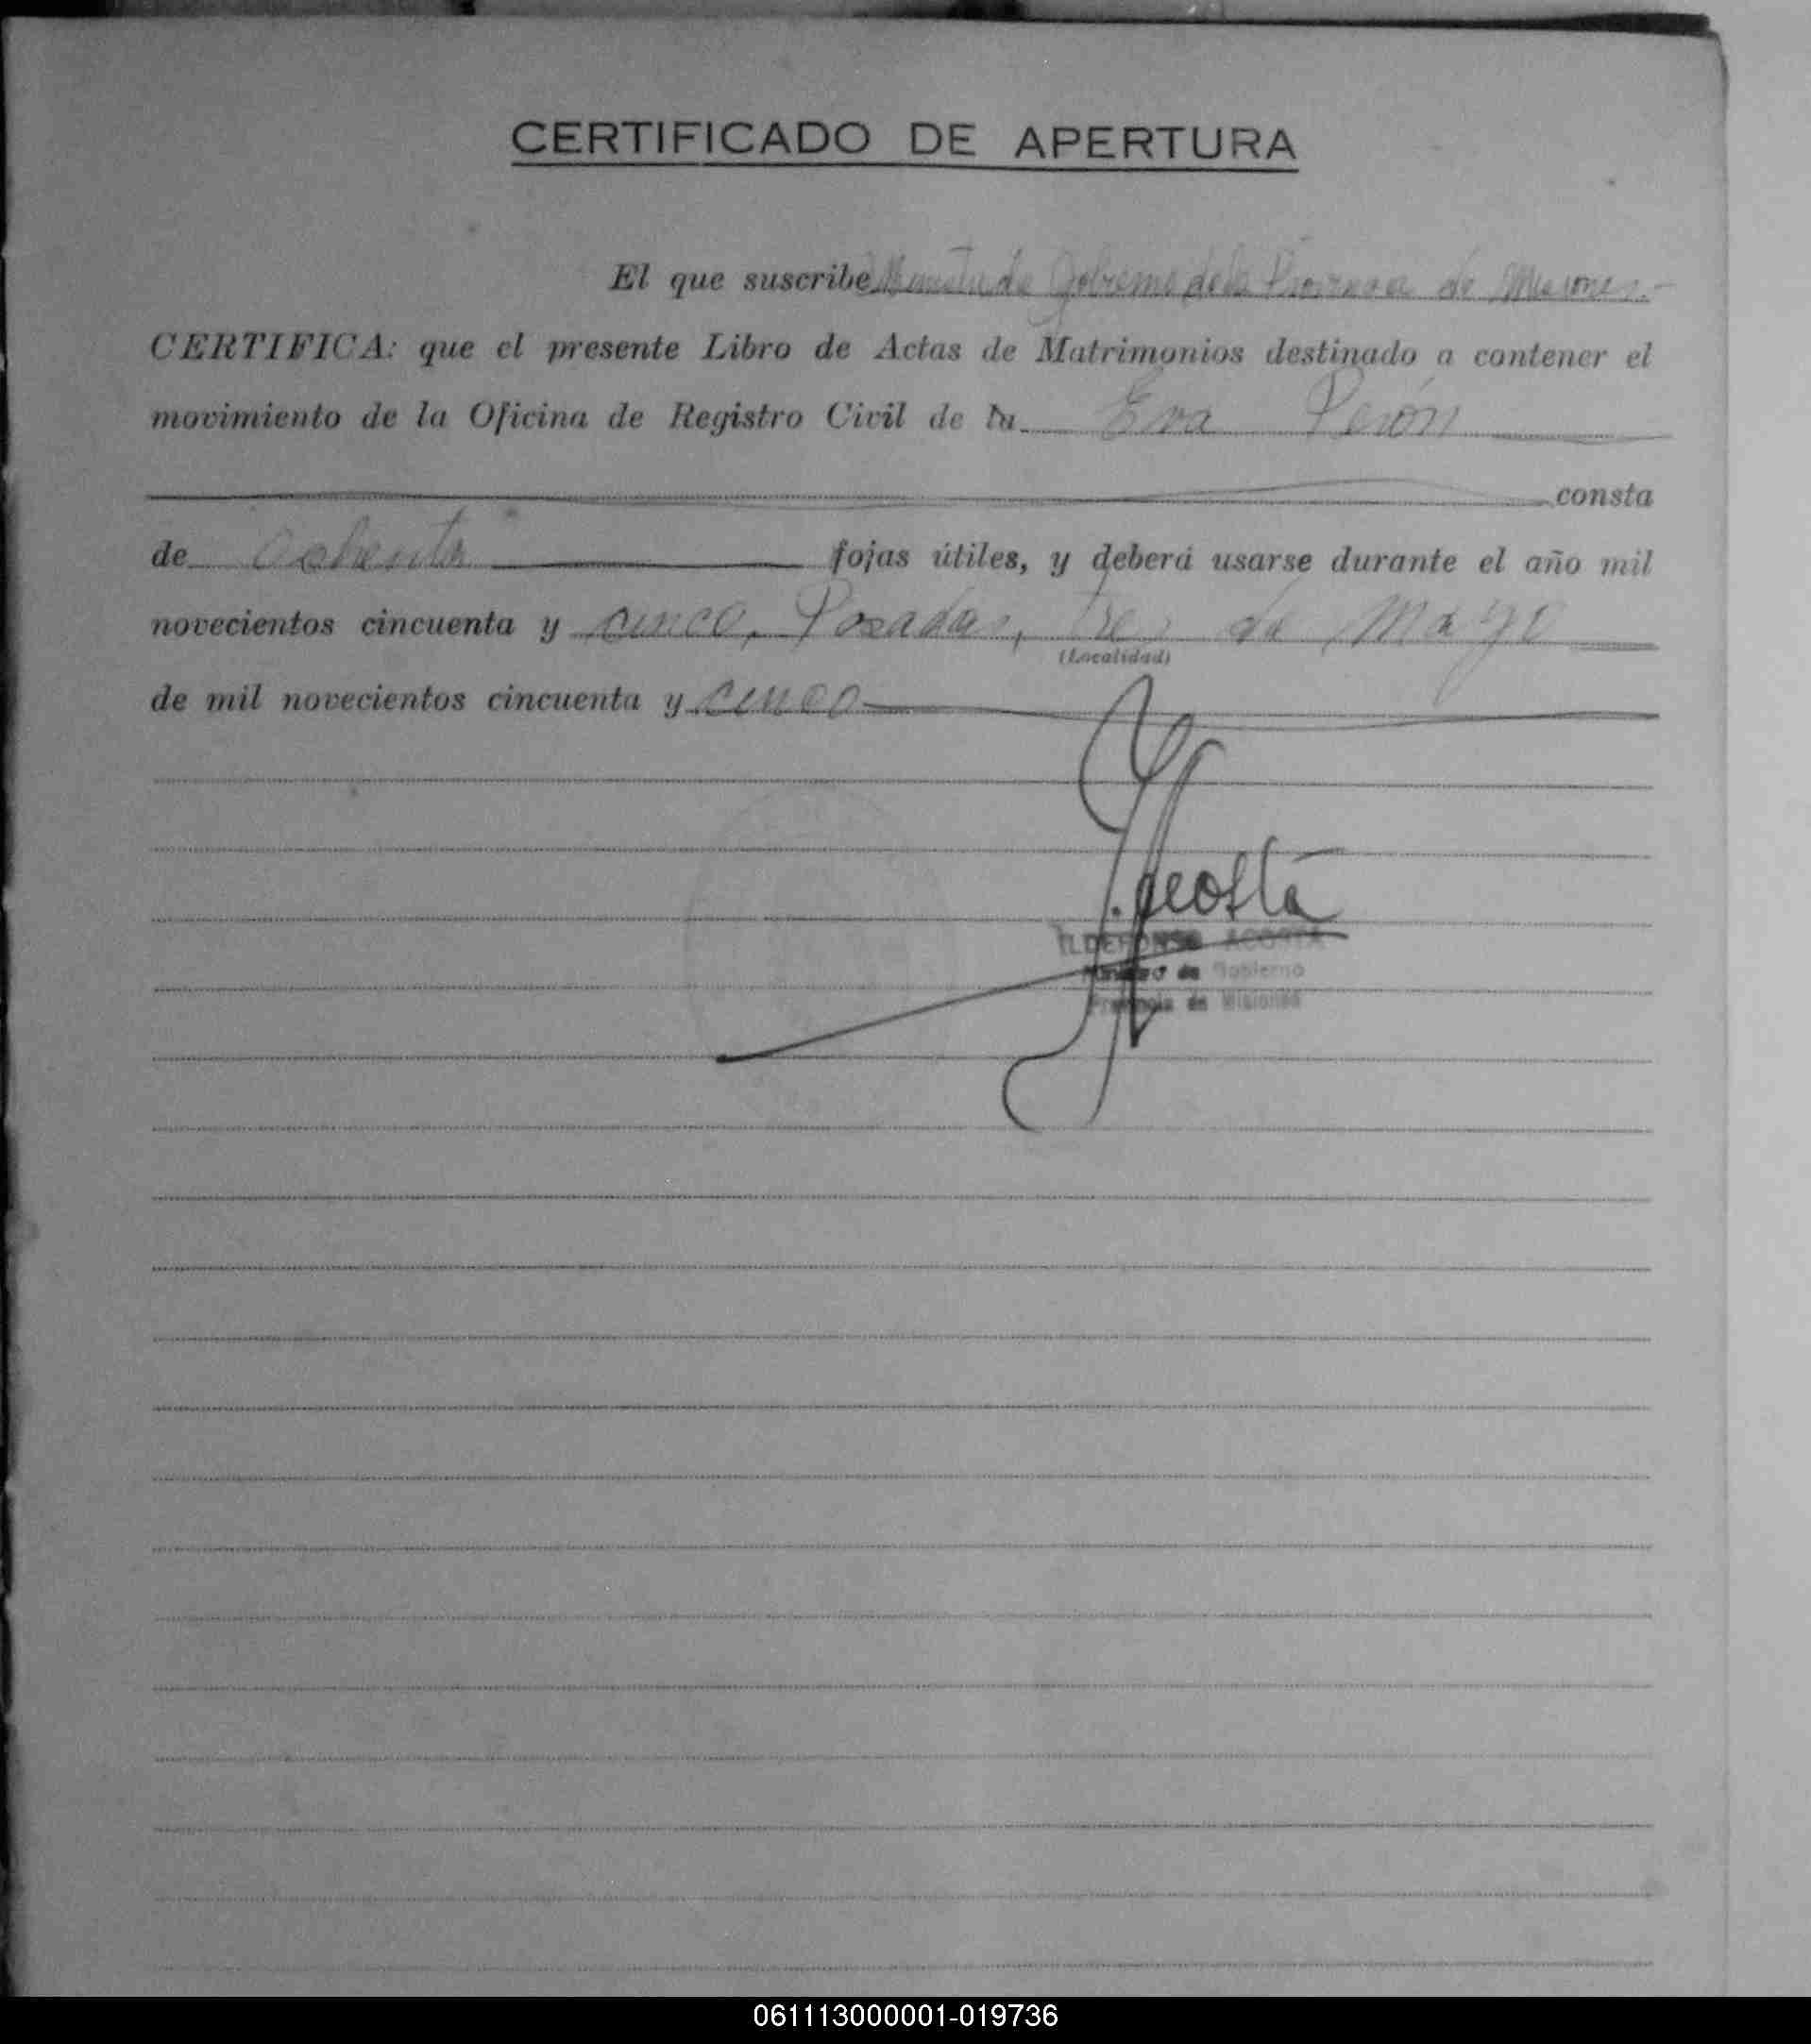 CERTIFICADO DE APERTURA
El que suscribe Ministro de Gobierno de la Provincia de Misiones.-
CERTIFICA: que el presente Libro de Actas de Matrimonios destinado a contener el
movimiento de la Oficina de Registro Civil de la Eva Perón
consta
de ochenta fojas útiles, y deberá usarse durante el año mil
novecientos cincuenta y cinco, Posadas, tres de Mayo
(Localidad)
de mil novecientos cincuenta y cinco
Acosta
ILDEFONSO ACOSTA
Ministro de Gobierno
Provincia de Misiones
061113000001-019736